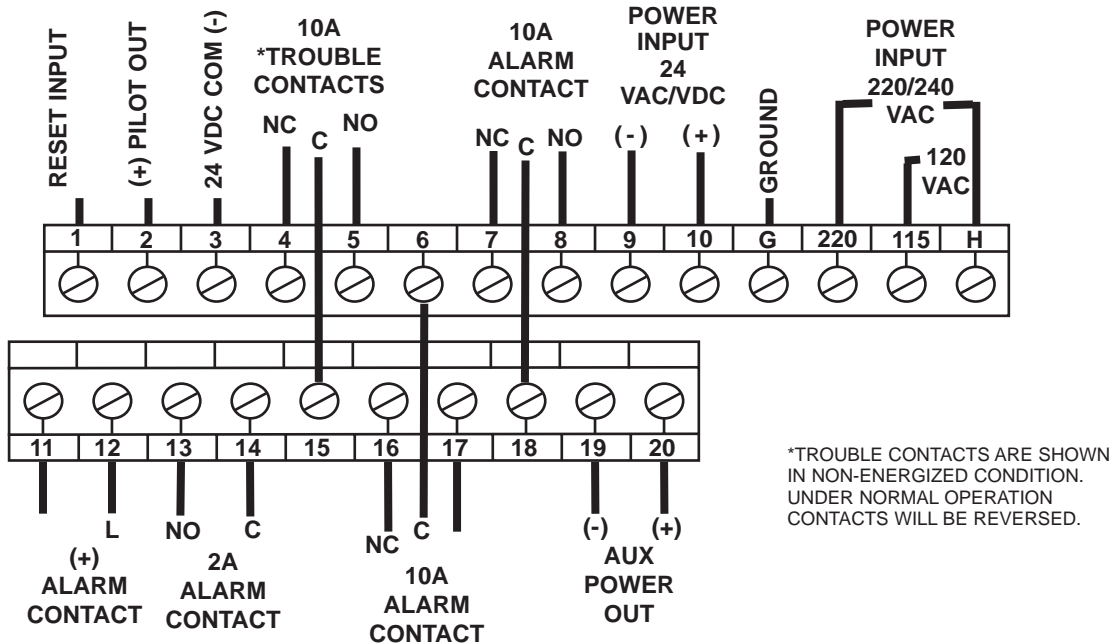 RESET INPUT
(+) PILOT OUT
24 VDC COM (-)
10A
*TROUBLE
CONTACTS
NC C NO
10A
ALARM
CONTACT
NC C NO
POWER
INPUT
24
VAC/VDC
(-) (+)
GROUND
POWER
INPUT
220/240
VAC
120
VAC
1 2 3 4 5 6 7 8 9 10 G 220 115 H
11 12 13 14 15 16 17 18 19 20
L
(+)
ALARM
CONTACT
NO C
2A
ALARM
CONTACT
NC C
10A
ALARM
CONTACT
(-) (+)
AUX
POWER
OUT
*TROUBLE CONTACTS ARE SHOWN
IN NON-ENERGIZED CONDITION.
UNDER NORMAL OPERATION
CONTACTS WILL BE REVERSED.